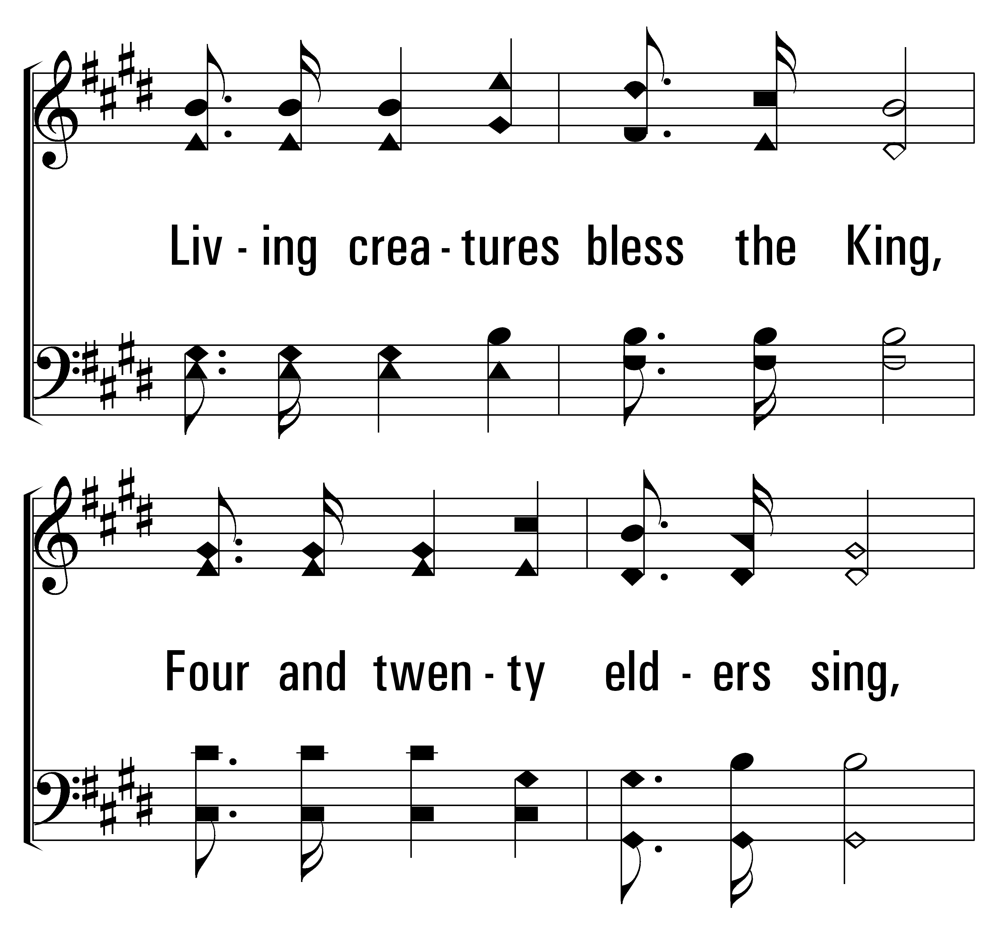 Liv - ing crea - tures bless the King,
Four and twen - ty eld - ers sing,